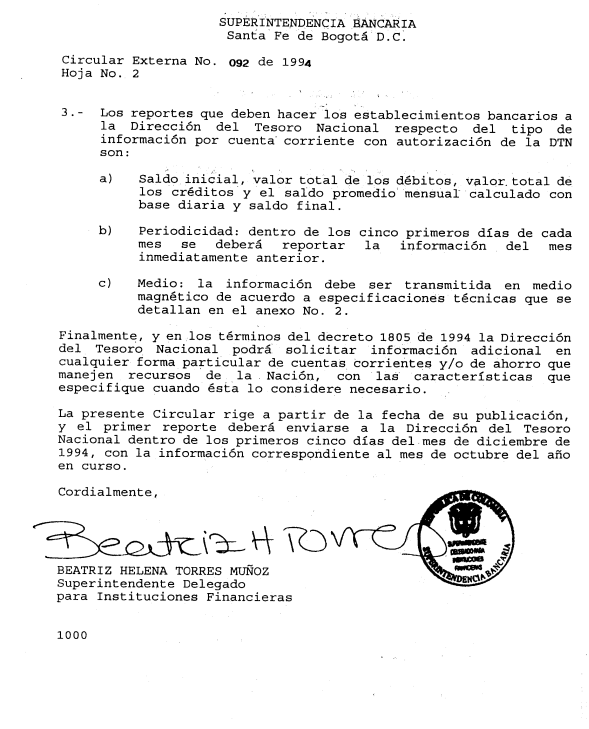 SUPERINTENDENCIA BANCARIA
Santa Fe de Bogotá D.C.
Circular Externa No. 092 de 1994
Hoja No. 2
3.- Los reportes que deben hacer los establecimientos bancarios a
la Dirección del Tesoro Nacional respecto del tipo de
información por cuenta corriente con autorización de la DTN
son:
a) Saldo inicial, valor total de los débitos, valor total de
los créditos y el saldo promedio mensual calculado con
base diaria y saldo final.
b) Periodicidad: dentro de los cinco primeros días de cada
mes se deberá reportar la información del mes
inmediatamente anterior.
c) Medio: la información debe ser transmitida en medio
magnético de acuerdo a especificaciones técnicas que se
detallan en el anexo No. 2.
Finalmente, y en los términos del decreto 1805 de 1994 la Dirección
del Tesoro Nacional podrá solicitar información adicional en
cualquier forma particular de cuentas corrientes y/o de ahorro que
manejen recursos de la Nación, con las características que
especifique cuando ésta lo considere necesario.
La presente Circular rige a partir de la fecha de su publicación,
y el primer reporte deberá enviarse a la Dirección del Tesoro
Nacional dentro de los primeros cinco días del mes de diciembre de
1994, con la información correspondiente al mes de octubre del año
en curso.
Cordialmente,
Beatriz H Torres
REPUBLICA DE COLOMBIA
SUPERINTENDENTE
DELEGADO PARA
INSTITUCIONES
FINANCIERAS
SUPERINTENDENCIA BANCARIA
BEATRIZ HELENA TORRES MUÑOZ
Superintendente Delegado
para Instituciones Financieras
1000